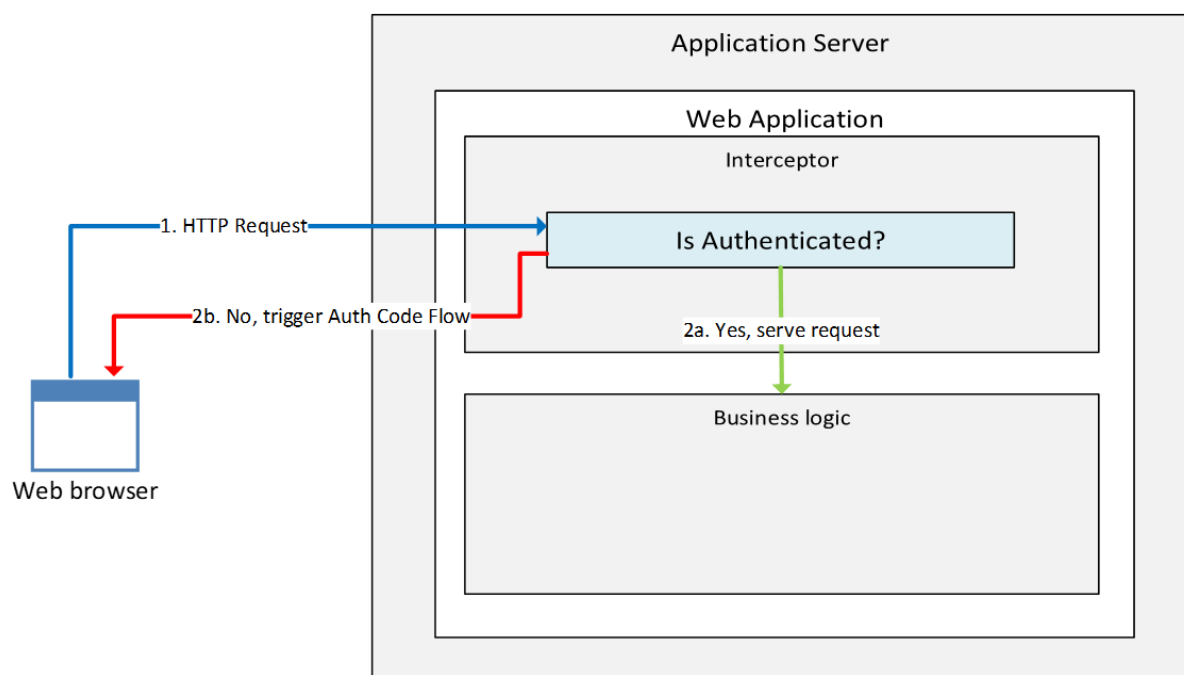 Application Server
Web Application
Interceptor
1. HTTP Request
Is Authenticated?
2b. No, trigger Auth Code Flow
2a. Yes, serve request
Business logic
Web browser